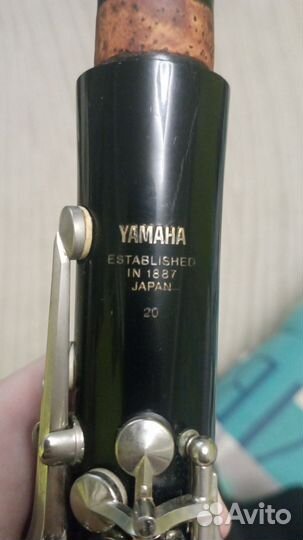 YAMAHA
ESTABLISHED
IN 1887
JAPAN
20
Avito